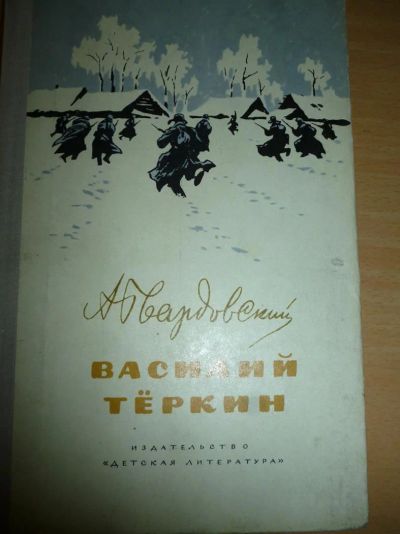 А Твардовский
ВАСИЛИЙ
ТЁРКИН
ИЗДАТЕЛЬСТВО
«ДЕТСКАЯ ЛИТЕРАТУРА»